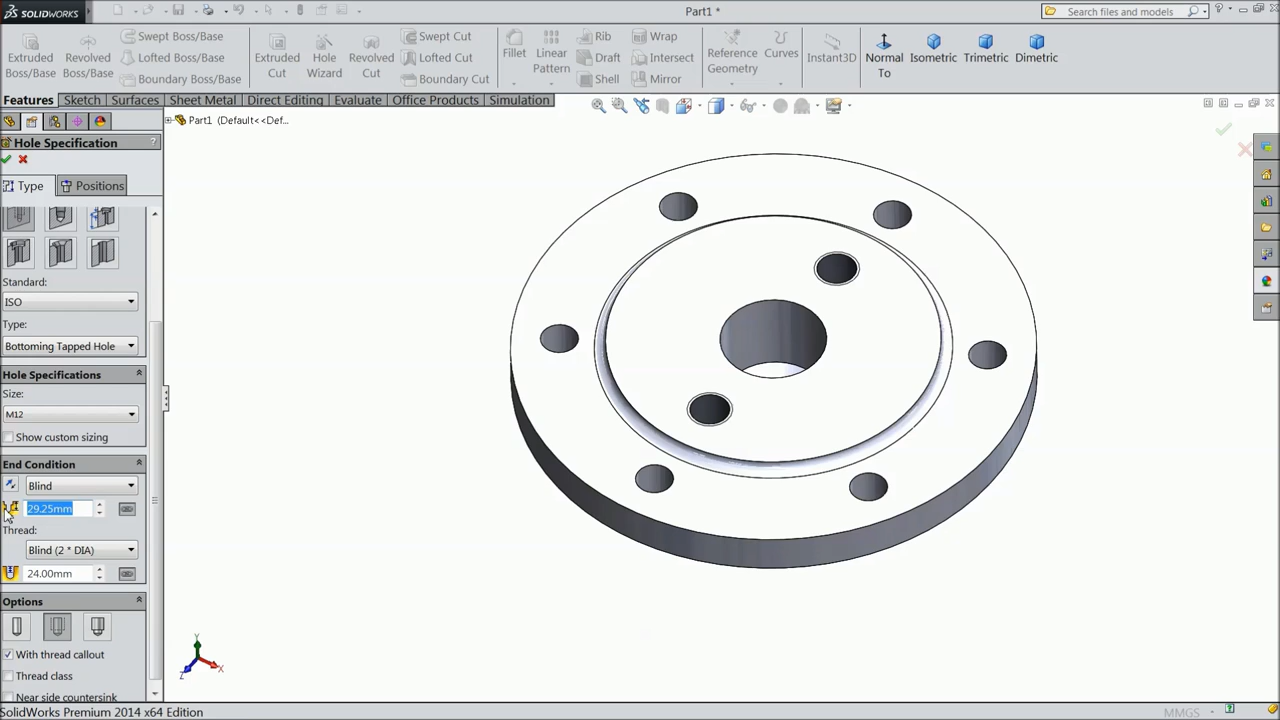 SOLIDWORKS
Part1 *
Search files and models
Extruded Boss/Base
Revolved Boss/Base
Swept Boss/Base
Lofted Boss/Base
Boundary Boss/Base
Extruded Cut
Hole Wizard
Revolved Cut
Swept Cut
Lofted Cut
Boundary Cut
Fillet
Linear Pattern
Rib
Draft
Shell
Wrap
Intersect
Mirror
Reference Geometry
Curves
Instant3D
Normal To
Isometric
Trimetric
Dimetric
Features
Sketch
Surfaces
Sheet Metal
Direct Editing
Evaluate
Office Products
Simulation
Part1 (Default<<Def...
Hole Specification
?
Type
Positions
Standard:
ISO
Type:
Bottoming Tapped Hole
Hole Specifications
Size:
M12
Show custom sizing
End Condition
Blind
29.25mm
Thread:
Blind (2 * DIA)
24.00mm
Options
With thread callout
Thread class
Near side countersink
Y
X
Z
SolidWorks Premium 2014 x64 Edition
MMGS